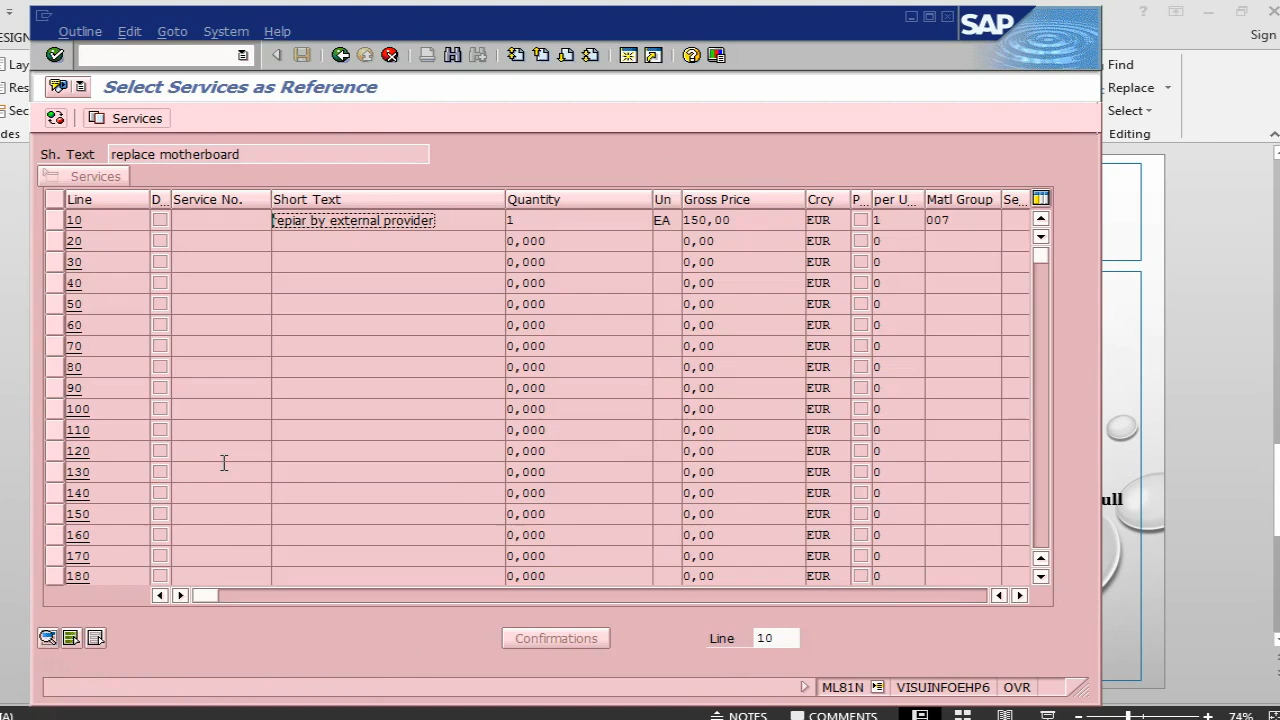 ESIGN
Sign
Outline Edit Goto System Help
SAP
Lay
Find
Res
Select Services as Reference
Replace
Sec
Select
Services
des
Editing
Sh. Text replace motherboard
Services
Line D... Service No. Short Text Quantity Un Gross Price Crcy P... per U... Matl Group Se...
10 repiar by external provider 1 EA 150,00 EUR 1 007
20 0,000 0,00 EUR 0
30 0,000 0,00 EUR 0
40 0,000 0,00 EUR 0
50 0,000 0,00 EUR 0
60 0,000 0,00 EUR 0
70 0,000 0,00 EUR 0
80 0,000 0,00 EUR 0
90 0,000 0,00 EUR 0
100 0,000 0,00 EUR 0
110 0,000 0,00 EUR 0
120 0,000 0,00 EUR 0
130 0,000 0,00 EUR 0
140 0,000 0,00 EUR 0
150 0,000 0,00 EUR 0
ull
160 0,000 0,00 EUR 0
170 0,000 0,00 EUR 0
180 0,000 0,00 EUR 0
Confirmations Line 10
ML81N VISUINFOEHP6 OVR
NOTES COMMENTS 74%